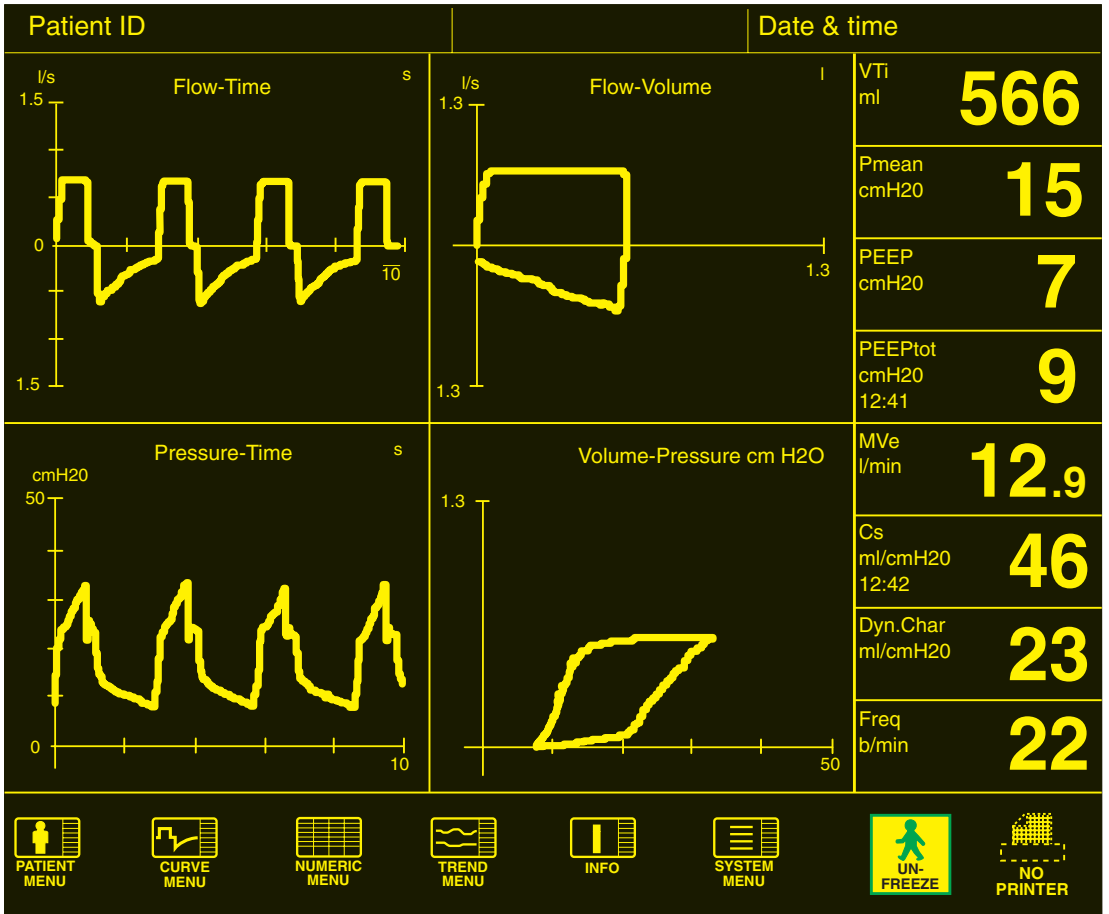 Patient ID
Date & time
l/s
Flow-Time
s
1.5
0
10
1.5
l/s
Flow-Volume
l
1.3
1.3
1.3
VTi
ml
566
Pmean
cmH20
15
PEEP
cmH20
7
PEEPtot
cmH20
12:41
9
Pressure-Time
s
cmH20
50
0
10
Volume-Pressure cm H2O
1.3
50
MVe
l/min
12.9
Cs
ml/cmH20
12:42
46
Dyn.Char
ml/cmH20
23
Freq
b/min
22
PATIENT
MENU
CURVE
MENU
NUMERIC
MENU
TREND
MENU
INFO
SYSTEM
MENU
UN-
FREEZE
NO
PRINTER